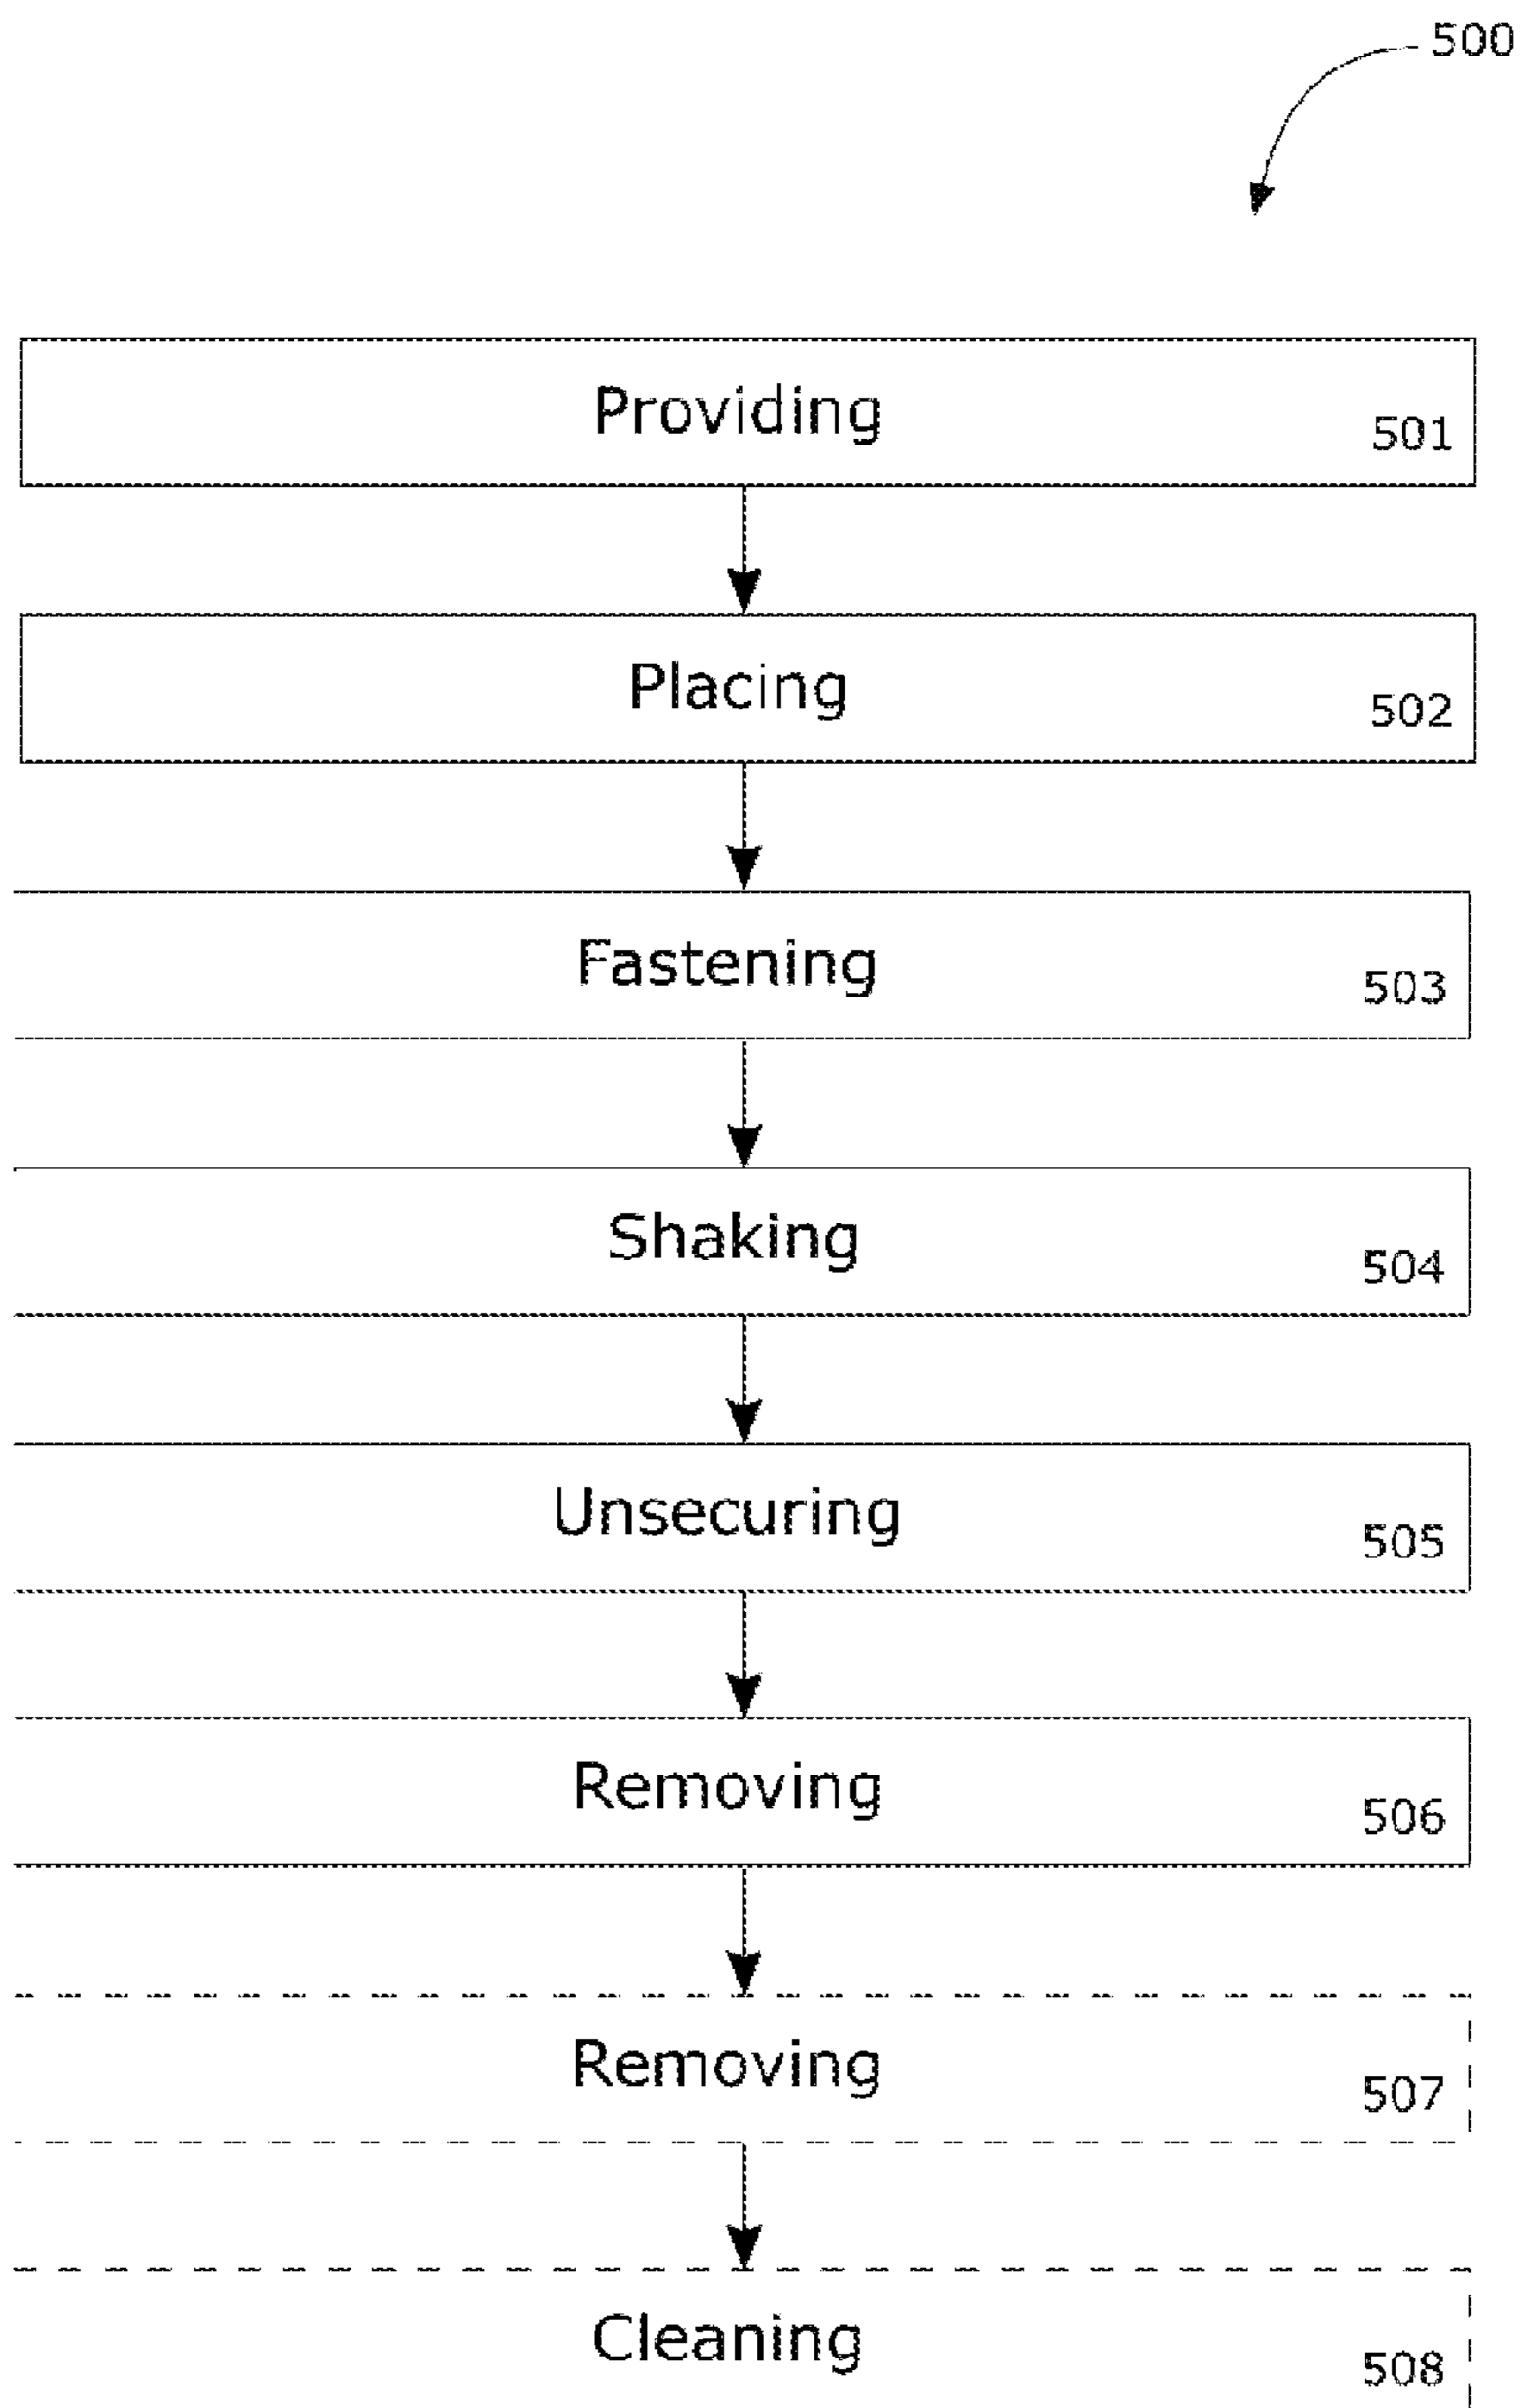 500
Providing
501
Placing
502
Fastening
503
Shaking
504
Unsecuring
505
Removing
506
Removing
507
Cleaning
508